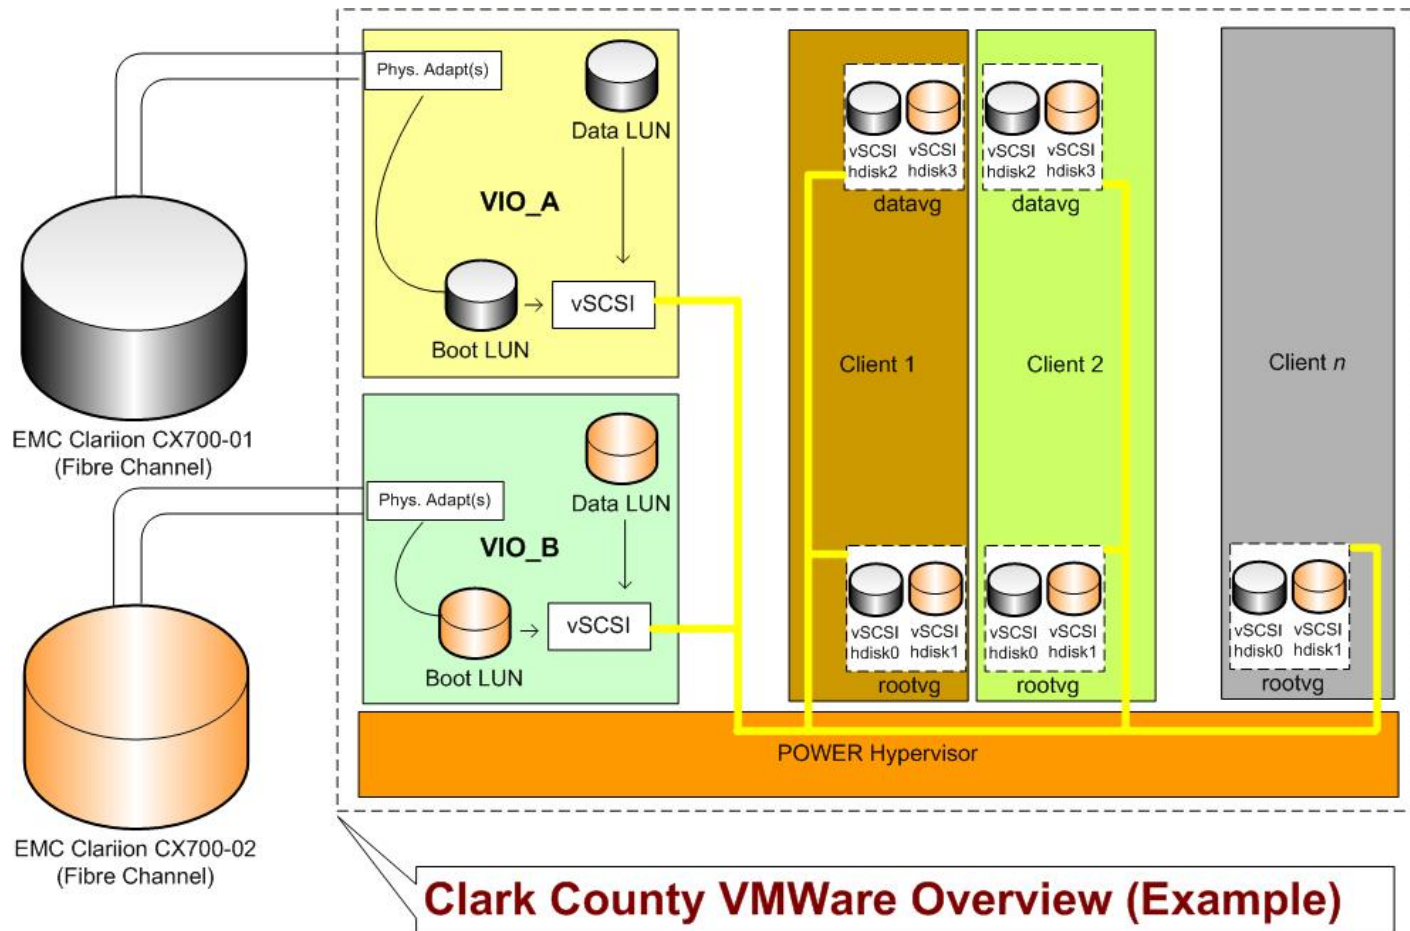 Phys. Adapt(s)
Data LUN
VIO_A
Boot LUN
vSCSI
EMC Clariion CX700-01
(Fibre Channel)
Phys. Adapt(s)
Data LUN
VIO_B
Boot LUN
vSCSI
EMC Clariion CX700-02
(Fibre Channel)
vSCSI vSCSI
hdisk2 hdisk3
datavg
Client 1
vSCSI vSCSI
hdisk0 hdisk1
rootvg
vSCSI vSCSI
hdisk2 hdisk3
datavg
Client 2
vSCSI vSCSI
hdisk0 hdisk1
rootvg
Client n
vSCSI vSCSI
hdisk0 hdisk1
rootvg
POWER Hypervisor
Clark County VMWare Overview (Example)